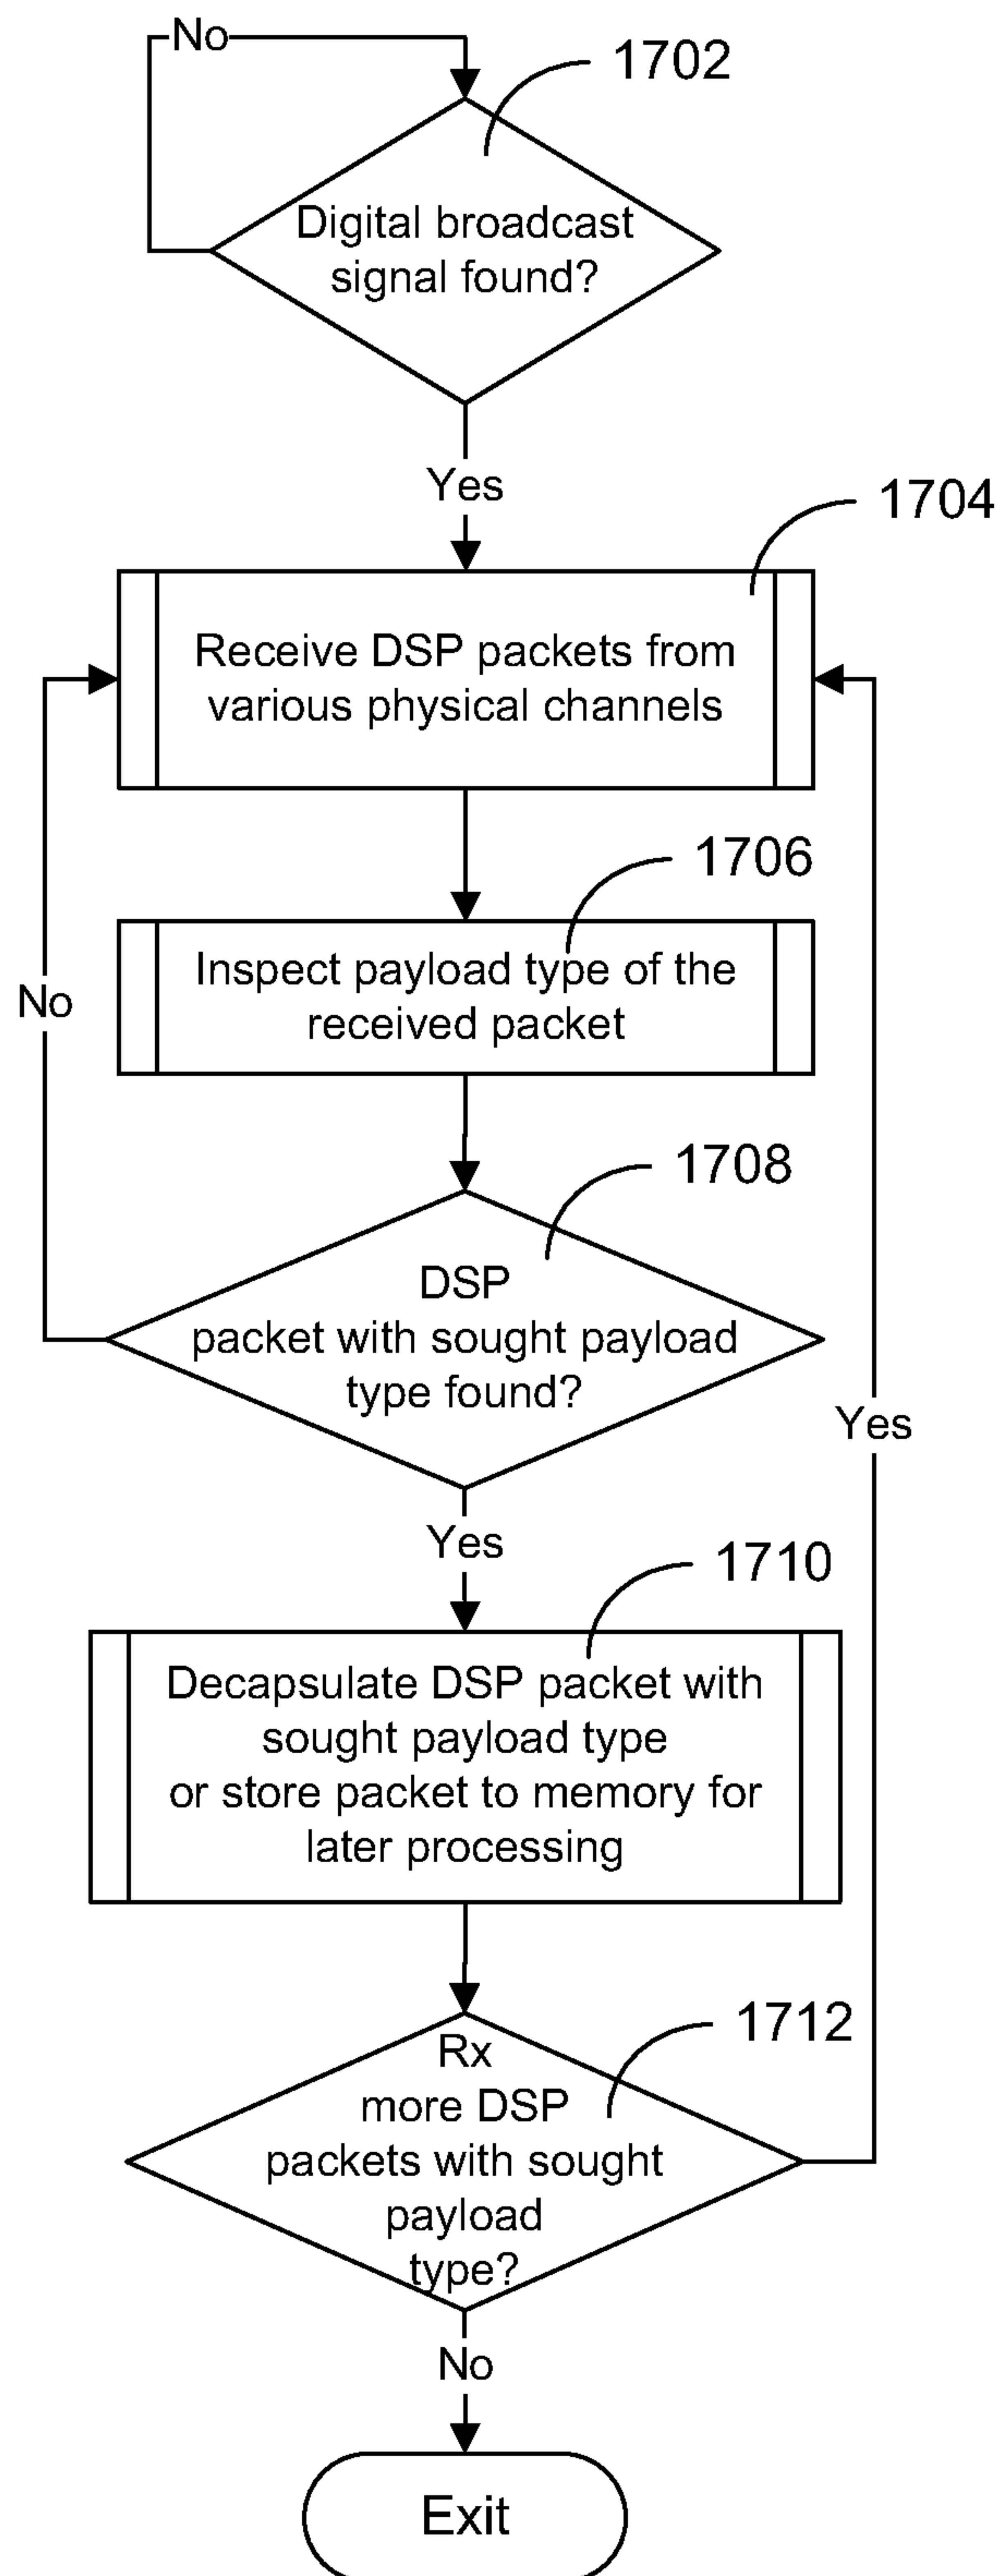 No
1702
Digital broadcast
signal found?
Yes
1704
Receive DSP packets from
various physical channels
1706
Inspect payload type of the
received packet
No
1708
DSP
packet with sought payload
type found?
Yes
Yes
1710
Decapsulate DSP packet with
sought payload type
or store packet to memory for
later processing
1712
Rx
more DSP
packets with sought
payload
type?
No
Exit